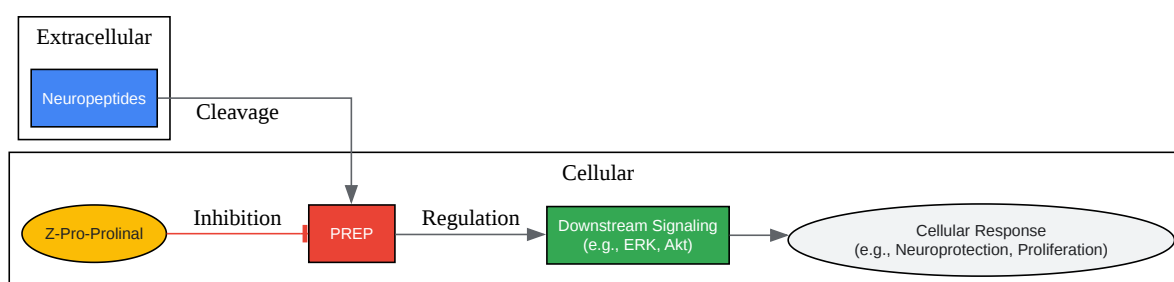 Extracellular
Neuropeptides
Cleavage
Cellular
Z-Pro-Prolinal
Inhibition
PREP
Regulation
Downstream Signaling
(e.g., ERK, Akt)
Cellular Response
(e.g., Neuroprotection, Proliferation)